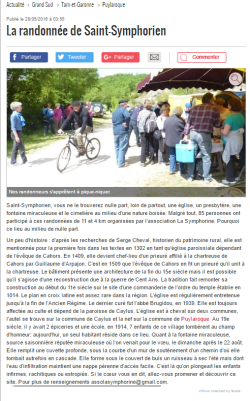 Actualité » Grand Sud » Tarn-et-Garonne » Puylaroque
Publié le 28/05/2016 à 03:55
La randonnée de Saint-Symphorien
Partager Tweeter Partager Commenter
Nos randonneurs s'apprêtent à pique-niquer.
Saint-Symphorien, vous ne le trouverez nulle part, loin de partout, une église, un presbytère, une
fontaine miraculeuse et le cimetière au milieu d'une nature boisée. Malgré tout, 85 personnes ont
participé à ces randonnées de 11 et 4 km organisées par l'association La Symphorine. Pourquoi
ce lieu au milieu de nulle part.
Un peu d'histoire : d'après les recherches de Serge Cheval, historien du patrimoine rural, elle est
mentionnée pour la première fois dans les textes en 1302 en tant qu'église paroissiale dépendant
de l'évêque de Cahors. En 1409, elle devient chef-lieu d'un prieuré affilié à la chartreuse de
Cahors par Guillaume d'Arpajon. C'est en 1509 que l'évêque de Cahors en fit un prieuré qu'il unit à
la chartreuse. Le bâtiment présente une architecture de la fin du 15e siècle mais il est possible
qu'il s'agisse d'une reconstruction due à la guerre de Cent Ans. La tradition fait remonter sa
construction au début du 11e siècle sur le site d'une commanderie de l'ordre du temple établie en
1014. Le plan en croix latine est assez rare dans la région. L'église est régulièrement entretenue
jusqu'à la fin de l'Ancien Régime. Le dernier curé fut l'abbé Brugidou, en 1939. Elle est toujours
affectée au culte et dépend de la paroisse de Caylus. L'église est à cheval sur deux communes,
l'autel se trouve sur la commune de Caylus et la nef sur la commune de Puylaroque. Au 19e
siècle, il y avait 2 épiceries et une école, en 1914, 7 enfants de ce village tombèrent au champ
d'honneur; aujourd'hui, un seul habitant réside dans ce lieu. Quant à la fontaine miraculeuse,
source saisonnière réputée miraculeuse où l'on venait pour le vœu, le dimanche après le 22 août.
Elle remplit une cuvette profonde, sous la courbe d'un mur de soutènement d'un chemin d'où elle
tombait autrefois en cascade. Elle forme sous le couvert de buis un ruisseau à sec l'été mais dont
l'eau d'infiltration maintient une nappe pérenne d'accès facile. C'est là qu'on plongeait les enfants
infirmes, rachitiques ou estropiés. Si le cœur vous en dit, allez-vous promener et découvrir ce
site. Pour plus de renseignements assolasymphorine@gmail.com.